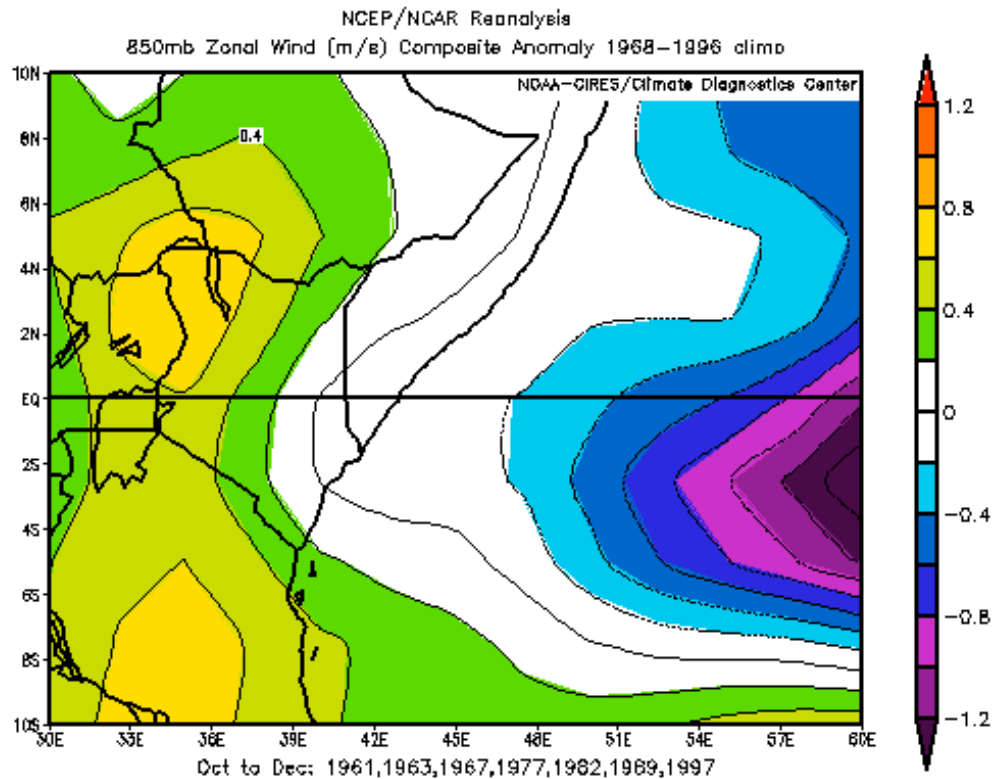 NCEP/NCAR Reanalysis
850mb Zonal Wind (m/s) Composite Anomaly 1968-1996 climo
NOAA-CIRES/Climate Diagnostics Center
10N
8N
6N
4N
2N
EQ
2S
4S
6S
8S
10S
0.4
30E 33E 36E 39E 42E 45E 48E 51E 54E 57E 60E
1.2
0.8
0.4
0
-0.4
-0.8
-1.2
Oct to Dec: 1961,1963,1967,1977,1982,1989,1997